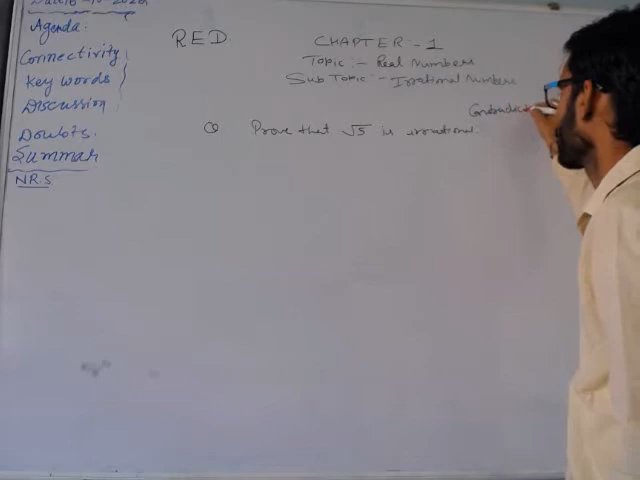 Agenda:
Connectivity
Key words
Discussion
Doubts.
Summar
N.R.S
RED
CHAPTER:-1
Topic:- Real Numbers
Sub Topic:- Irrational Numbers
Q Prove that √5 is irrational.